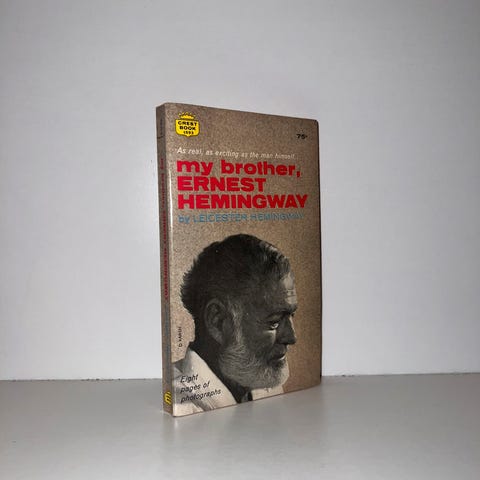 CREST
BOOK
75¢
As real, as exciting as the man himself
my brother,
ERNEST
HEMINGWAY
by LEICESTER HEMINGWAY
Eight
pages of
photographs